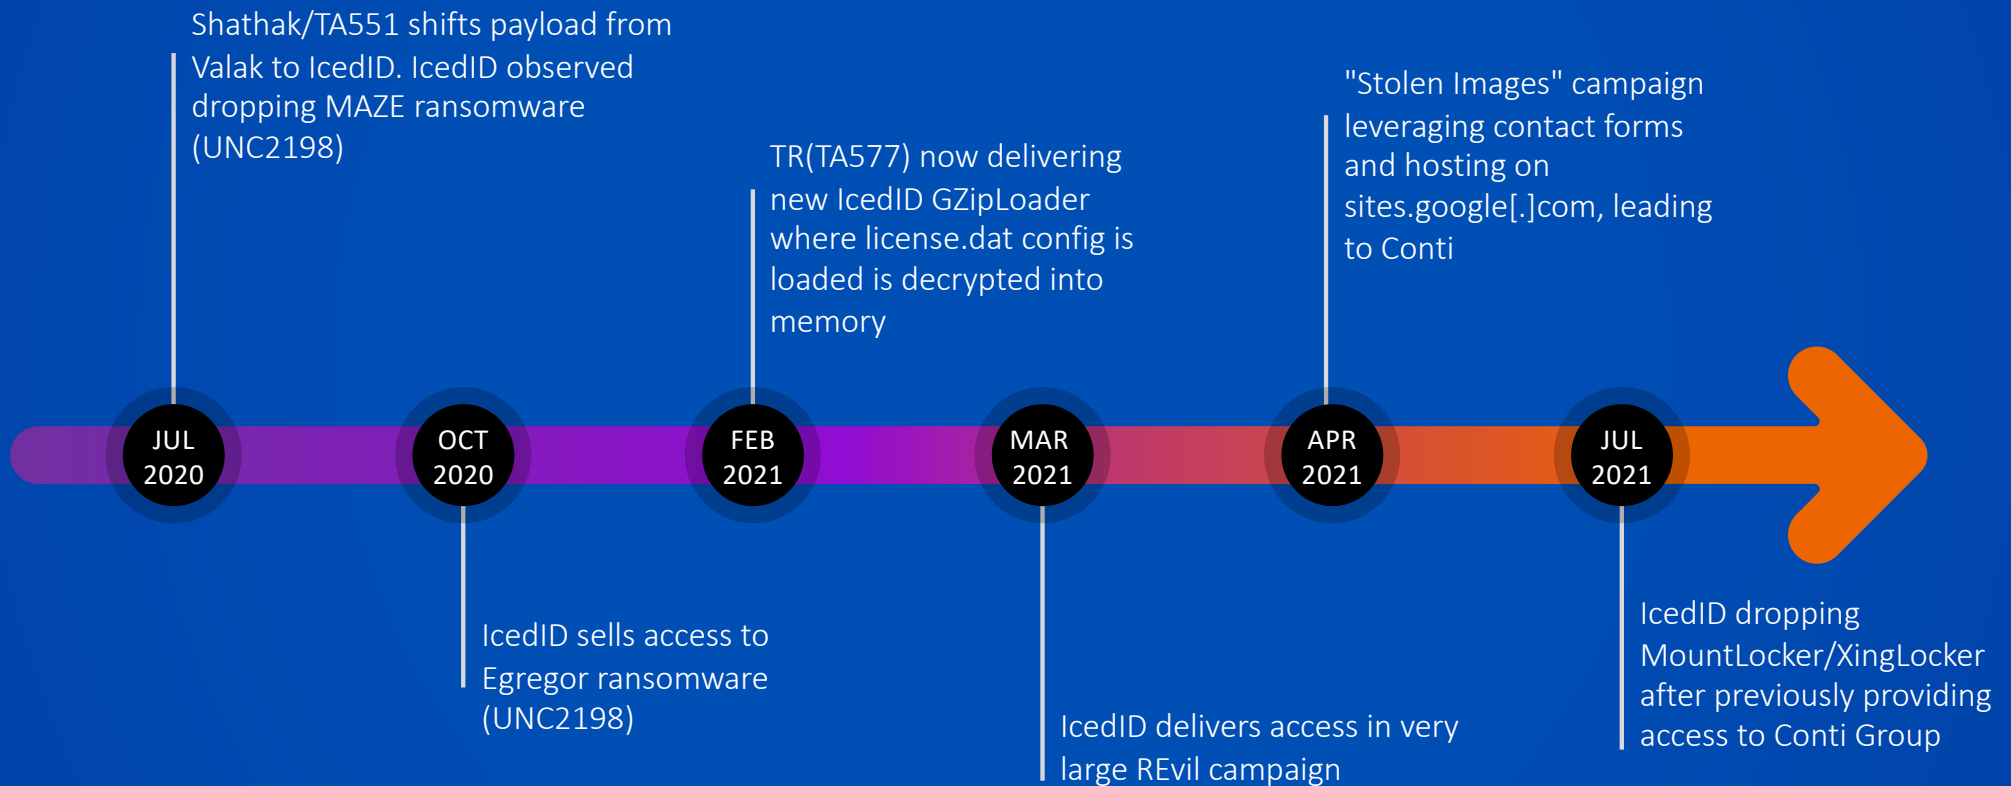 Shathak/TA551 shifts payload from
Valak to IcedID. IcedID observed
dropping MAZE ransomware
(UNC2198)
"Stolen Images" campaign
leveraging contact forms
and hosting on
sites.google[.]com, leading
to Conti
TR(TA577) now delivering
new IcedID GZipLoader
where license.dat config is
loaded is decrypted into
memory
JUL
2020
OCT
2020
FEB
2021
MAR
2021
APR
2021
JUL
2021
IcedID sells access to
Egregor ransomware
(UNC2198)
IcedID delivers access in very
large REvil campaign
IcedID dropping
MountLocker/XingLocker
after previously providing
access to Conti Group